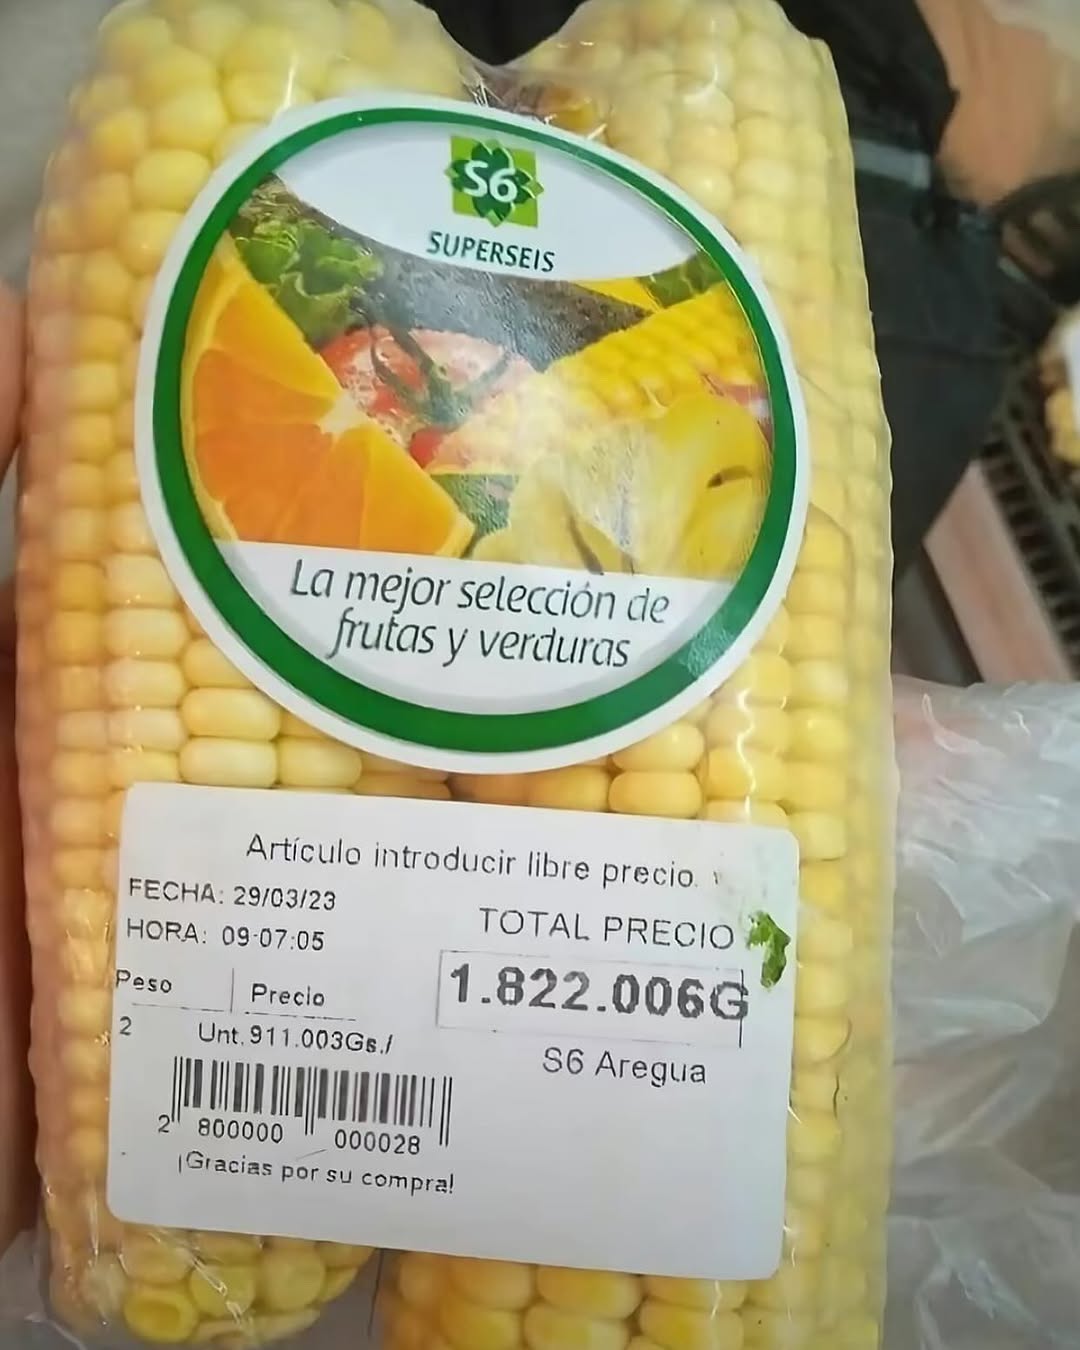 S6
SUPERSEIS
La mejor selección de
frutas y verduras
Artículo introducir libre precio.
FECHA: 29/03/23
HORA: 09-07:05
TOTAL PRECIO
Peso
Precio
1.822.006G
2
Unt. 911.003Gs./
S6 Aregua
2 800000 000028
¡Gracias por su compra!